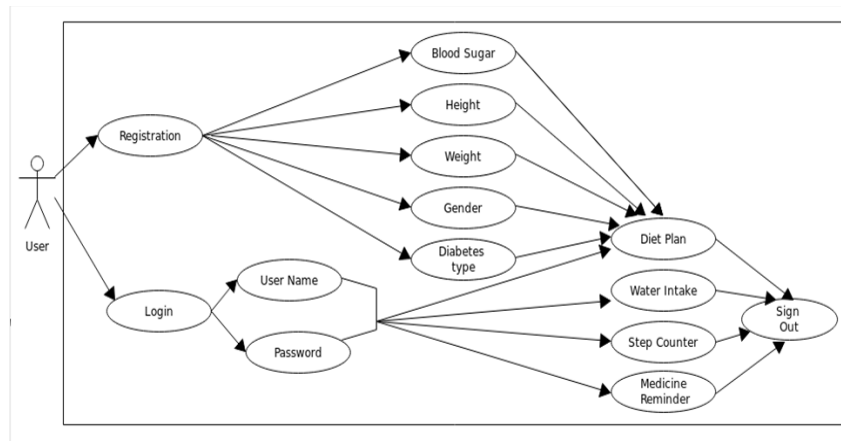 Blood Sugar
Height
Registration
Weight
Gender
User
Diabetes
type
Diet Plan
User Name
Water Intake
Login
Sign
Out
Step Counter
Password
Medicine
Reminder